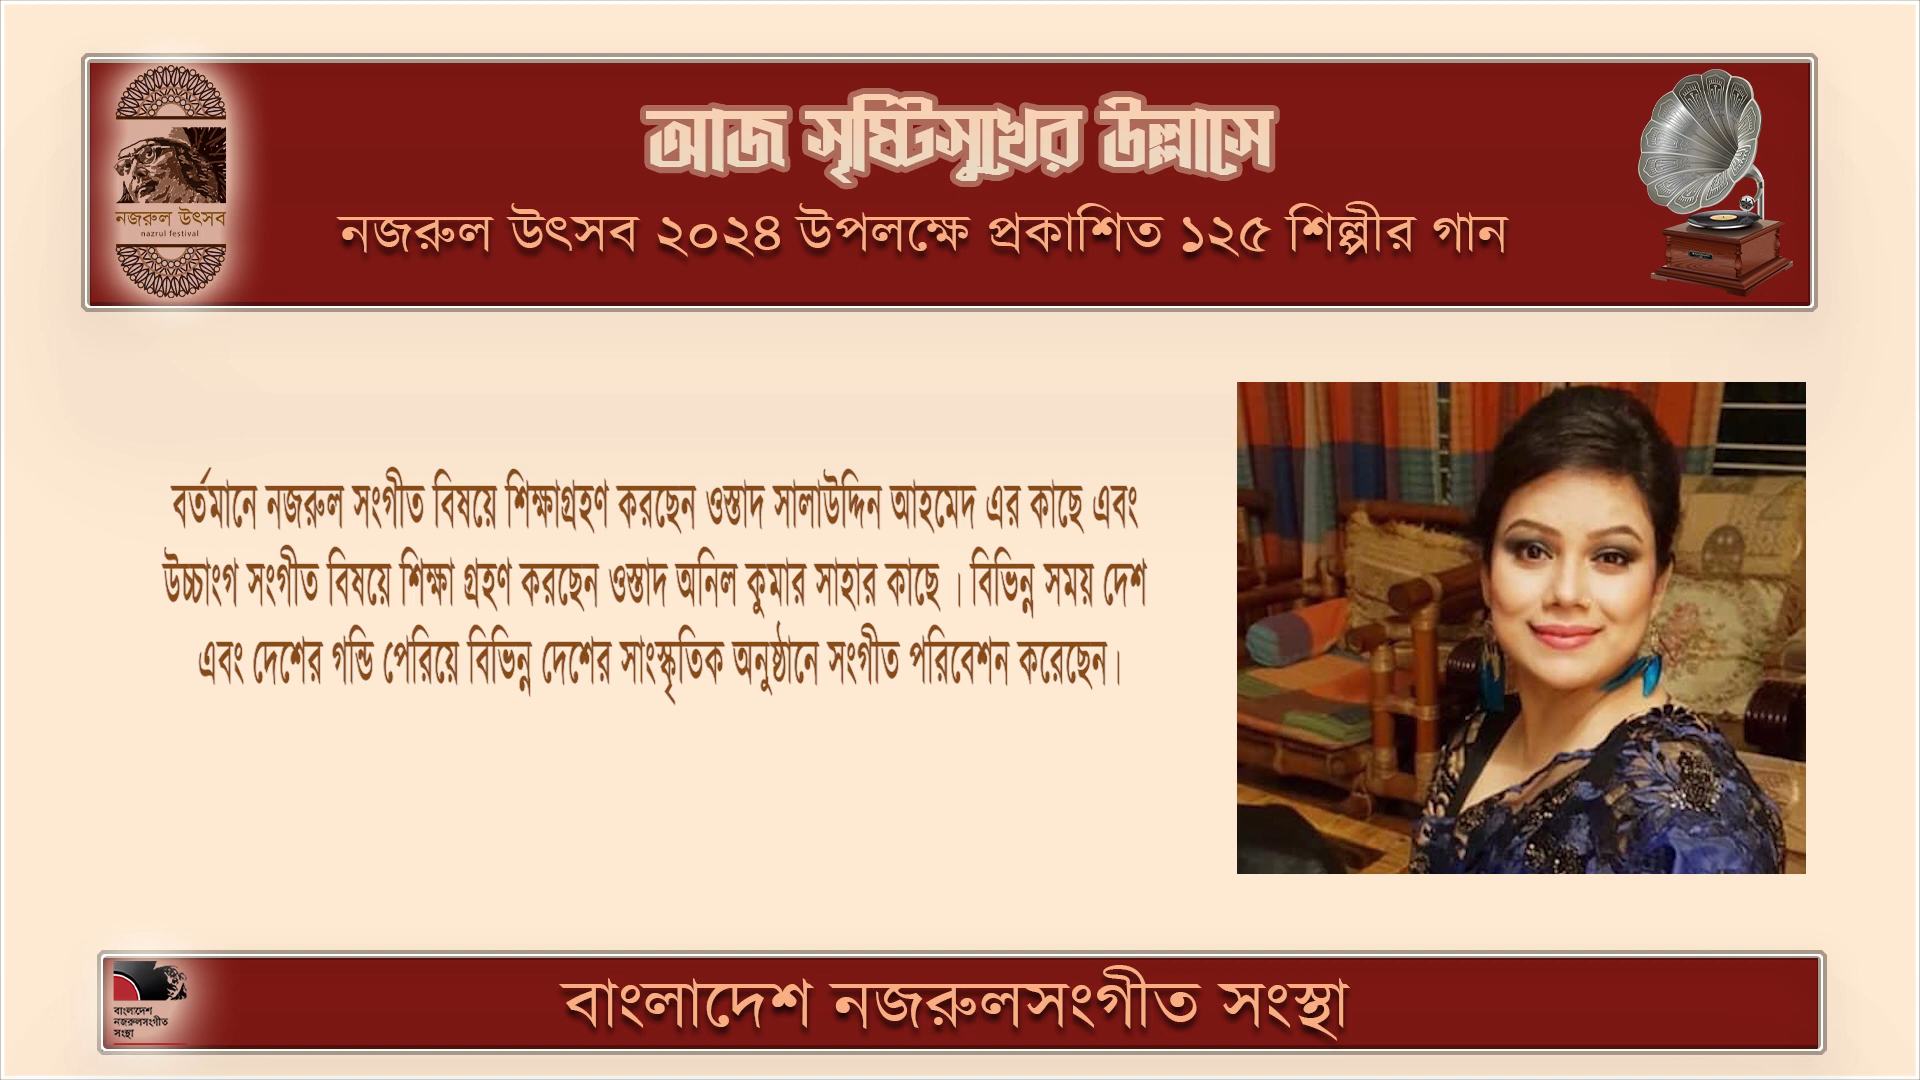 আজ সৃষ্টিসুখের উল্লাসে
নজরুল উৎসব ২০২৪ উপলক্ষে প্রকাশিত ১২৫ শিল্পীর গান
নজরুল উৎসব
nazrul festival
বর্তমানে নজরুল সংগীত বিষয়ে শিক্ষাগ্রহণ করছেন ওস্তাদ সালাউদ্দিন আহমেদ এর কাছে এবং
উচ্চাংগ সংগীত বিষয়ে শিক্ষা গ্রহণ করছেন ওস্তাদ অনিল কুমার সাহার কাছে । বিভিন্ন সময় দেশ
এবং দেশের গন্ডি পেরিয়ে বিভিন্ন দেশের সাংস্কৃতিক অনুষ্ঠানে সংগীত পরিবেশন করেছেন।
বাংলাদেশ
নজরুলসংগীত
সংস্থা
বাংলাদেশ নজরুলসংগীত সংস্থা